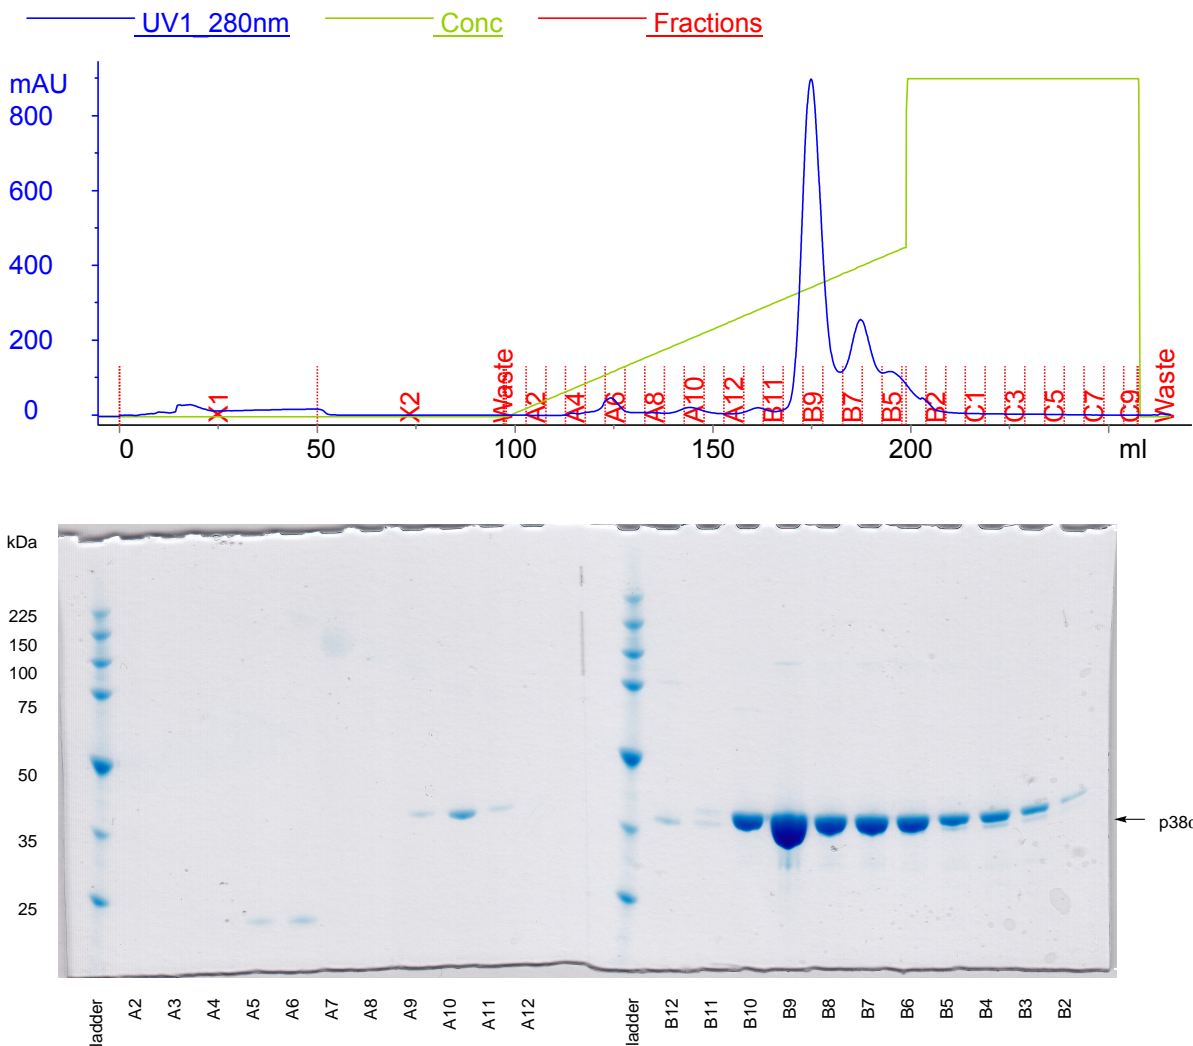 UV1_280nm Conc Fractions
mAU
800
600
400
200
0
X1 X2 Waste A2 A4 A6 A8 A10 A12 B11 B9 B7 B5 B2 C1 C3 C5 C7 C9 Waste
0 50 100 150 200 ml
kDa
225
150
100
75
50
35
25
p38α
ladder A2 A3 A4 A5 A6 A7 A8 A9 A10 A11 A12 ladder B12 B11 B10 B9 B8 B7 B6 B5 B4 B3 B2